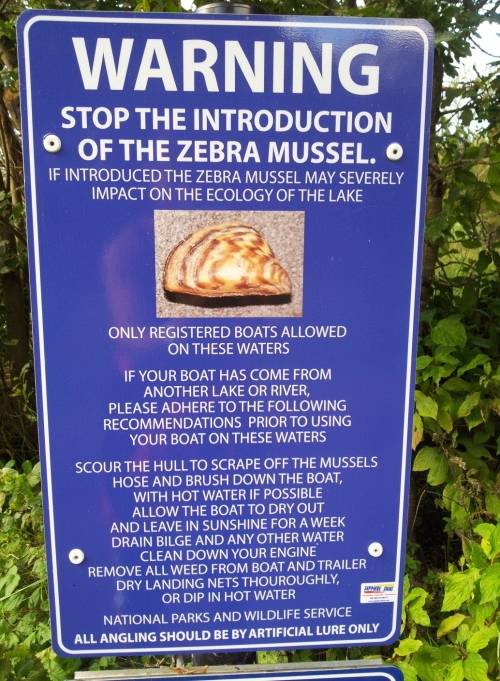 WARNING
STOP THE INTRODUCTION
OF THE ZEBRA MUSSEL.
IF INTRODUCED THE ZEBRA MUSSEL MAY SEVERELY
IMPACT ON THE ECOLOGY OF THE LAKE
ONLY REGISTERED BOATS ALLOWED
ON THESE WATERS
IF YOUR BOAT HAS COME FROM
ANOTHER LAKE OR RIVER,
PLEASE ADHERE TO THE FOLLOWING
RECOMMENDATIONS PRIOR TO USING
YOUR BOAT ON THESE WATERS
SCOUR THE HULL TO SCRAPE OFF THE MUSSELS
HOSE AND BRUSH DOWN THE BOAT,
WITH HOT WATER IF POSSIBLE
ALLOW THE BOAT TO DRY OUT
AND LEAVE IN SUNSHINE FOR A WEEK
DRAIN BILGE AND ANY OTHER WATER
CLEAN DOWN YOUR ENGINE
REMOVE ALL WEED FROM BOAT AND TRAILER
DRY LANDING NETS THOUROUGHLY,
OR DIP IN HOT WATER
NATIONAL PARKS AND WILDLIFE SERVICE
ALL ANGLING SHOULD BE BY ARTIFICIAL LURE ONLY